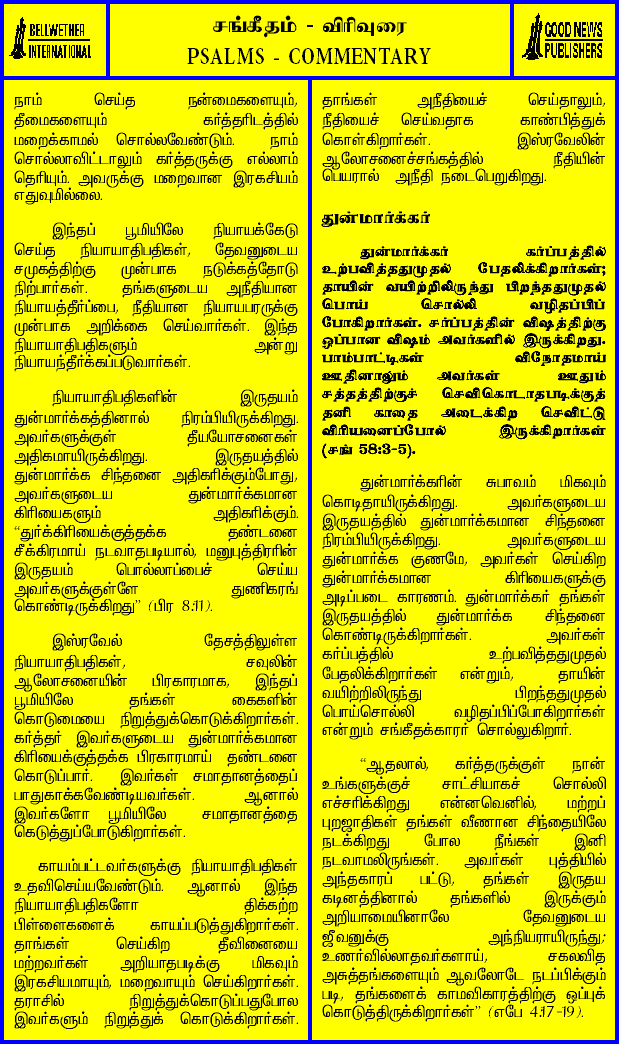 BELLWETHER
INTERNATIONAL
சங்கீதம் - விரிவுரை
PSALMS - COMMENTARY
GOOD NEWS
PUBLISHERS
நாம் செய்த நன்மைகளையும்,
தீமைகளையும் கர்த்தரிடத்தில்
மறைக்காமல் சொல்லவேண்டும். நாம்
சொல்லாவிட்டாலும் கர்த்தருக்கு எல்லாம்
தெரியும். அவருக்கு மறைவான இரகசியம்
எதுவுமில்லை.
இந்தப் பூமியிலே நியாயக்கேடு
செய்த நியாயாதிபதிகள், தேவனுடைய
சமுகத்திற்கு முன்பாக நடுக்கத்தோடு
நிற்பார்கள். தங்களுடைய அநீதியான
நியாயத்தீர்ப்பை, நீதியான நியாயபரருக்கு
முன்பாக அறிக்கை செய்வார்கள். இந்த
நியாயாதிபதிகளும் அன்று
நியாயந்தீர்க்கப்படுவார்கள்.
நியாயாதிபதிகளின் இருதயம்
துன்மார்க்கத்தினால் நிரம்பியிருக்கிறது.
அவர்களுக்குள் தீயயோசனைகள்
அதிகமாயிருக்கிறது. இருதயத்தில்
துன்மார்க்க சிந்தனை அதிகரிக்கும்போது,
அவர்களுடைய துன்மார்க்கமான
கிரியைகளும் அதிகரிக்கும்.
“துர்க்கிரியைக்குத்தக்க தண்டனை
சீக்கிரமாய் நடவாதபடியால், மனுபுத்திரரின்
இருதயம் பொல்லாப்பைச் செய்ய
அவர்களுக்குள்ளே துணிகரங்
கொண்டிருக்கிறது” (பிர 8:11).
இஸ்ரவேல் தேசத்திலுள்ள
நியாயாதிபதிகள், சவுலின்
ஆலோசனையின் பிரகாரமாக, இந்தப்
பூமியிலே தங்கள் கைகளின்
கொடுமையை நிறுத்துக்கொடுக்கிறார்கள்.
கர்த்தர் இவர்களுடைய துன்மார்க்கமான
கிரியைக்குத்தக்க பிரகாரமாய் தண்டனை
கொடுப்பார். இவர்கள் சமாதானத்தைப்
பாதுகாக்கவேண்டியவர்கள். ஆனால்
இவர்களோ பூமியிலே சமாதானத்தை
கெடுத்துப்போடுகிறார்கள்.
காயம்பட்டவர்களுக்கு நியாயாதிபதிகள்
உதவிசெய்யவேண்டும். ஆனால் இந்த
நியாயாதிபதிகளோ திக்கற்ற
பிள்ளைகளைக் காயப்படுத்துகிறார்கள்.
தாங்கள் செய்கிற தீவினையை
மற்றவர்கள் அறியாதபடிக்கு மிகவும்
இரகசியமாயும், மறைவாயும் செய்கிறார்கள்.
தராசில் நிறுத்துக்கொடுப்பதுபோல
இவர்களும் நிறுத்துக் கொடுக்கிறார்கள்.
தாங்கள் அநீதியைச் செய்தாலும்,
நீதியைச் செய்வதாக காண்பித்துக்
கொள்கிறார்கள். இஸ்ரவேலின்
ஆலோசனைச்சங்கத்தில் நீதியின்
பெயரால் அநீதி நடைபெறுகிறது.
துன்மார்க்கர்
துன்மார்க்கர் கர்ப்பத்தில்
உற்பவித்ததுமுதல் பேதலிக்கிறார்கள்;
தாயின் வயிற்றிலிருந்து பிறந்ததுமுதல்
பொய் சொல்லி வழிதப்பிப்
போகிறார்கள். சர்ப்பத்தின் விஷத்திற்கு
ஒப்பான விஷம் அவர்களில் இருக்கிறது.
பாம்பாட்டிகள் விநோதமாய்
ஊதினாலும் அவர்கள் ஊதும்
சத்தத்திற்குச் செவிகொடாதபடிக்குத்
தனி காதை அடைக்கிற செவிட்டு
விரியனைப்போல் இருக்கிறார்கள்
(சங் 58:3-5).
துன்மார்க்கரின் சுபாவம் மிகவும்
கொடிதாயிருக்கிறது. அவர்களுடைய
இருதயத்தில் துன்மார்க்கமான சிந்தனை
நிரம்பியிருக்கிறது. அவர்களுடைய
துன்மார்க்க குணமே, அவர்கள் செய்கிற
துன்மார்க்கமான கிரியைகளுக்கு
அடிப்படை காரணம். துன்மார்க்கர் தங்கள்
இருதயத்தில் துன்மார்க்க சிந்தனை
கொண்டிருக்கிறார்கள். அவர்கள்
கர்ப்பத்தில் உற்பவித்ததுமுதல்
பேதலிக்கிறார்கள் என்றும், தாயின்
வயிற்றிலிருந்து பிறந்ததுமுதல்
பொய்சொல்லி வழிதப்பிப்போகிறார்கள்
என்றும் சங்கீதக்காரர் சொல்லுகிறார்.
“ஆதலால், கர்த்தருக்குள் நான்
உங்களுக்குச் சாட்சியாகச் சொல்லி
எச்சரிக்கிறது என்னவெனில், மற்றப்
புறஜாதிகள் தங்கள் வீணான சிந்தையிலே
நடக்கிறது போல நீங்கள் இனி
நடவாமலிருங்கள். அவர்கள் புத்தியில்
அந்தகாரப் பட்டு, தங்கள் இருதய
கடினத்தினால் தங்களில் இருக்கும்
அறியாமையினாலே தேவனுடைய
ஜீவனுக்கு அந்நியராயிருந்து;
உணர்வில்லாதவர்களாய், சகலவித
அசுத்தங்களையும் ஆவலோடே நடப்பிக்கும்
படி, தங்களைக் காமவிகாரத்திற்கு ஒப்புக்
கொடுத்திருக்கிறார்கள்” (எபே 4:17-19).